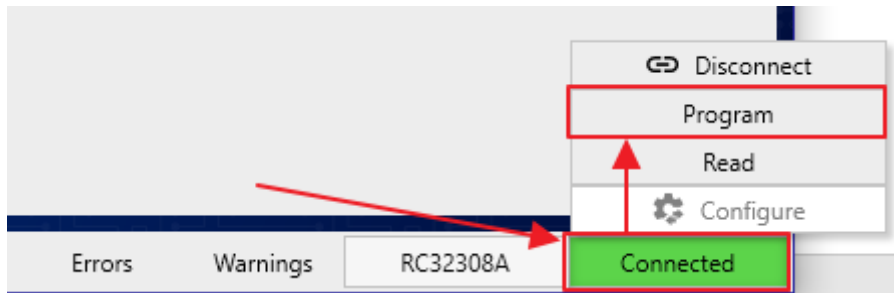 Disconnect
Program
Read
Configure
Errors Warnings RC32308A Connected